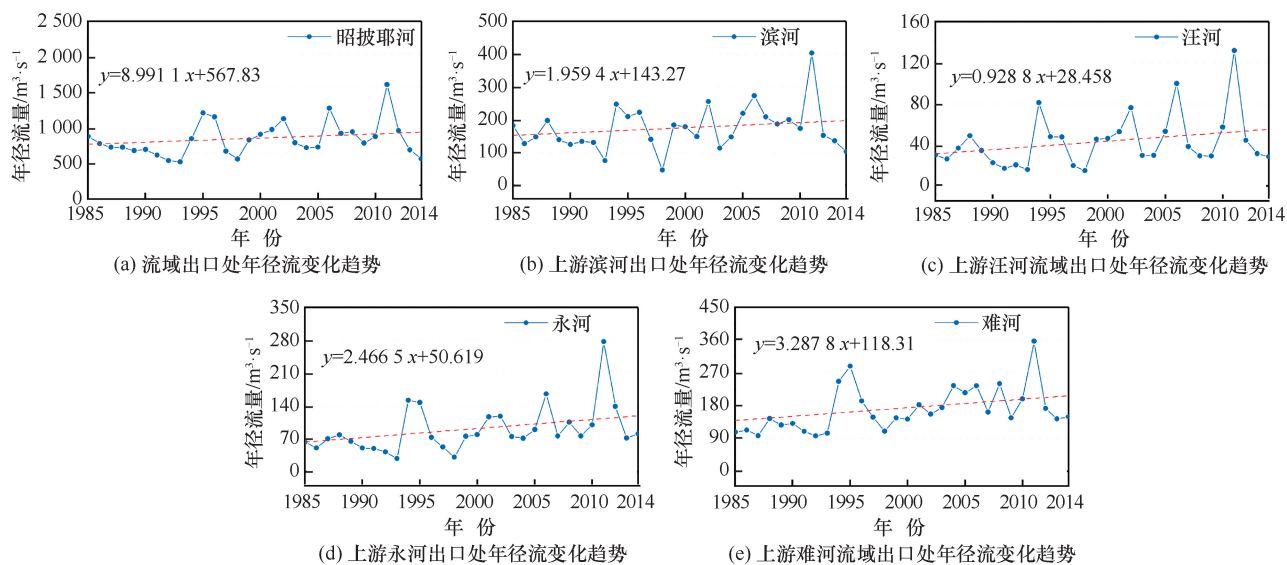 2 500
2 000
1 500
1 000
500
0
年径流量/m³·s⁻¹
昭披耶河
y=8.991 1 x+567.83
1985 1990 1995 2000 2005 2010 2014
年 份
(a) 流域出口处年径流变化趋势
500
400
300
200
100
0
年径流量/m³·s⁻¹
滨河
y=1.959 4 x+143.27
1985 1990 1995 2000 2005 2010 2014
年 份
(b) 上游滨河出口处年径流变化趋势
160
120
80
40
0
年径流量/m³·s⁻¹
汪河
y=0.928 8 x+28.458
1985 1990 1995 2000 2005 2010 2014
年 份
(c) 上游汪河流域出口处年径流变化趋势
350
280
210
140
70
0
年径流量/m³·s⁻¹
永河
y=2.466 5 x+50.619
1985 1990 1995 2000 2005 2010 2014
年 份
(d) 上游永河出口处年径流变化趋势
450
360
270
180
90
0
年径流量/m³·s⁻¹
难河
y=3.287 8 x+118.31
1985 1990 1995 2000 2005 2010 2014
年 份
(e) 上游难河流域出口处年径流变化趋势